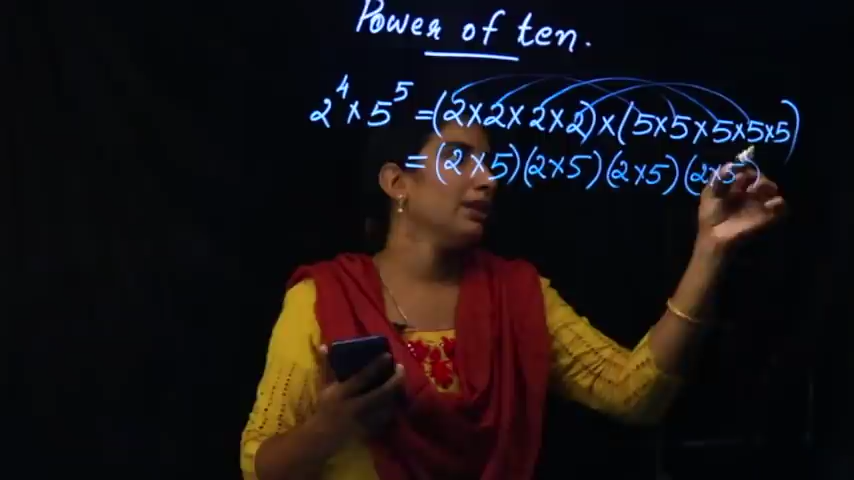 Power of ten.
2⁴ × 5⁵ = (2×2×2×2)×(5×5×5×5×5)
= (2×5)(2×5)(2×5)(2×5)